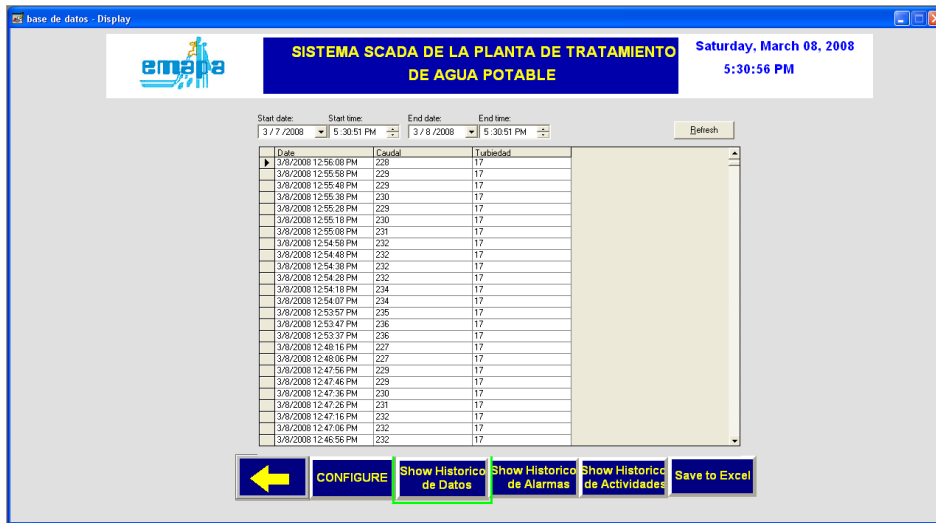 base de datos - Display
emapa
SISTEMA SCADA DE LA PLANTA DE TRATAMIENTO
DE AGUA POTABLE
Saturday, March 08, 2008
5:30:56 PM
Start date: Start time: End date: End time:
3 / 7 /2008 5 :30:51 PM 3 / 8 /2008 5 :30:51 PM Refresh
Date Caudal Turbiedad
3/8/2008 12:56:08 PM 228 17
3/8/2008 12:55:58 PM 229 17
3/8/2008 12:55:48 PM 229 17
3/8/2008 12:55:38 PM 230 17
3/8/2008 12:55:28 PM 229 17
3/8/2008 12:55:18 PM 230 17
3/8/2008 12:55:08 PM 231 17
3/8/2008 12:54:58 PM 232 17
3/8/2008 12:54:48 PM 232 17
3/8/2008 12:54:38 PM 232 17
3/8/2008 12:54:28 PM 232 17
3/8/2008 12:54:18 PM 234 17
3/8/2008 12:54:07 PM 234 17
3/8/2008 12:53:57 PM 235 17
3/8/2008 12:53:47 PM 236 17
3/8/2008 12:53:37 PM 236 17
3/8/2008 12:48:16 PM 227 17
3/8/2008 12:48:06 PM 227 17
3/8/2008 12:47:56 PM 229 17
3/8/2008 12:47:46 PM 229 17
3/8/2008 12:47:36 PM 230 17
3/8/2008 12:47:26 PM 231 17
3/8/2008 12:47:16 PM 232 17
3/8/2008 12:47:06 PM 232 17
3/8/2008 12:46:56 PM 232 17
CONFIGURE
Show Historico
de Datos
Show Historico
de Alarmas
Show Historico
de Actividades
Save to Excel